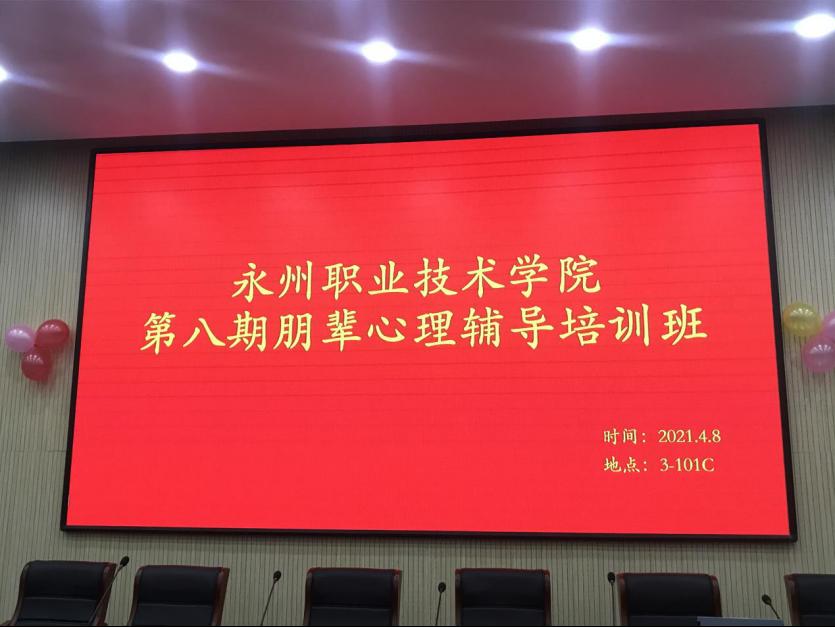 永州职业技术学院
第八期朋辈心理辅导培训班
时间：2021.4.8
地点：3-101C